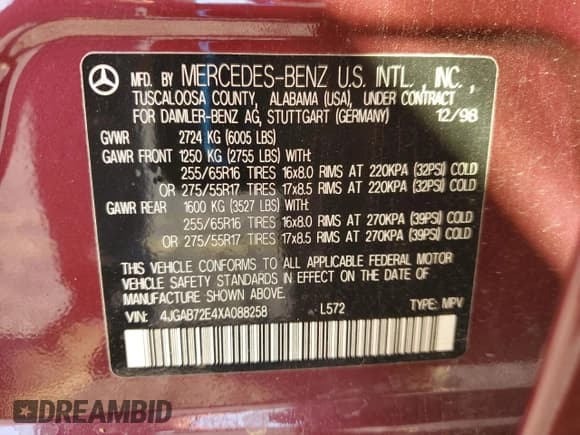 MFD. BY MERCEDES-BENZ U.S. INTL., INC.,
TUSCALOOSA COUNTY, ALABAMA (USA), UNDER CONTRACT
FOR DAIMLER-BENZ AG, STUTTGART (GERMANY) 12/98
GVWR 2724 KG (6005 LBS)
GAWR FRONT 1250 KG (2755 LBS) WITH:
255/65R16 TIRES 16x8.0 RIMS AT 220KPA (32PSI) COLD
OR 275/55R17 TIRES 17x8.5 RIMS AT 220KPA (32PSI) COLD
GAWR REAR 1600 KG (3527 LBS) WITH:
255/65R16 TIRES 16x8.0 RIMS AT 270KPA (39PSI) COLD
OR 275/55R17 TIRES 17x8.5 RIMS AT 270KPA (39PSI) COLD
THIS VEHICLE CONFORMS TO ALL APPLICABLE FEDERAL MOTOR
VEHICLE SAFETY STANDARDS IN EFFECT ON THE DATE OF
MANUFACTURE SHOWN ABOVE.
VIN: 4JGAB72E4XA088258 L572 TYPE: MPV
DREAMBID